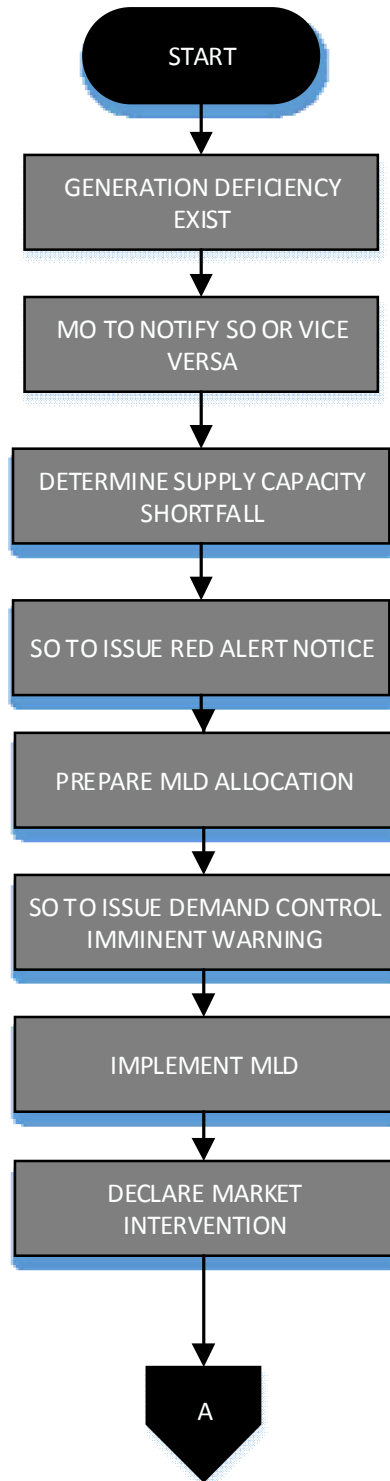 START
GENERATION DEFICIENCY
EXIST
MO TO NOTIFY SO OR VICE
VERSA
DETERMINE SUPPLY CAPACITY
SHORTFALL
SO TO ISSUE RED ALERT NOTICE
PREPARE MLD ALLOCATION
SO TO ISSUE DEMAND CONTROL
IMMINENT WARNING
IMPLEMENT MLD
DECLARE MARKET
INTERVENTION
A